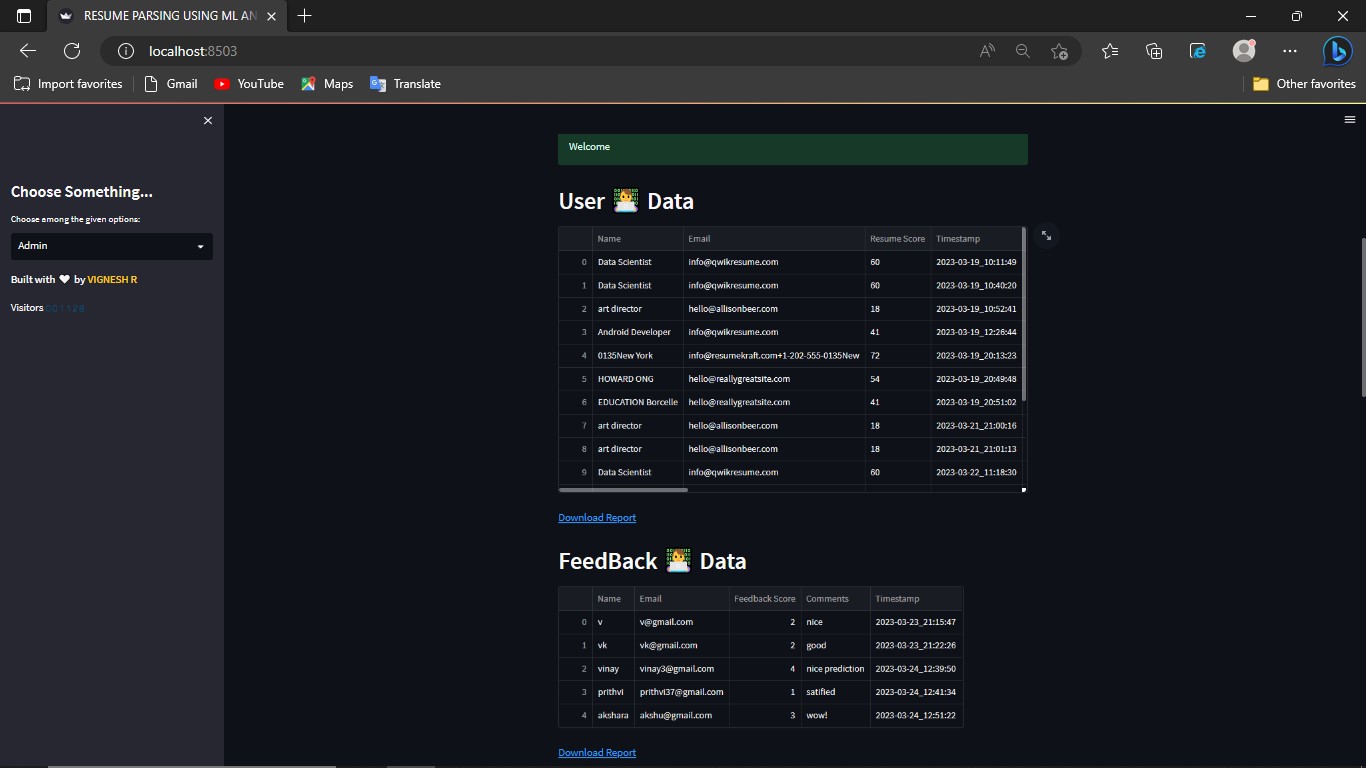 RESUME PARSING USING ML AN
localhost:8503
Import favorites
Gmail
YouTube
Maps
Translate
Other favorites
Choose Something...
Choose among the given options:
Admin
Built with ❤ by VIGNESH R
Visitors 001128
Welcome
User 👨‍💻 Data
Name Email Resume Score Timestamp
0 Data Scientist info@qwikresume.com 60 2023-03-19_10:11:49
1 Data Scientist info@qwikresume.com 60 2023-03-19_10:40:20
2 art director hello@allisonbeer.com 18 2023-03-19_10:52:41
3 Android Developer info@qwikresume.com 41 2023-03-19_12:26:44
4 0135New York info@resumekraft.com+1-202-555-0135New 72 2023-03-19_20:13:23
5 HOWARD ONG hello@reallygreatsite.com 54 2023-03-19_20:49:48
6 EDUCATION Borcelle hello@reallygreatsite.com 41 2023-03-19_20:51:02
7 art director hello@allisonbeer.com 18 2023-03-21_21:00:16
8 art director hello@allisonbeer.com 18 2023-03-21_21:01:13
9 Data Scientist info@qwikresume.com 60 2023-03-22_11:18:30
Download Report
FeedBack 👨‍💻 Data
Name Email Feedback Score Comments Timestamp
0 v v@gmail.com 2 nice 2023-03-23_21:15:47
1 vk vk@gmail.com 2 good 2023-03-23_21:22:26
2 vinay vinay3@gmail.com 4 nice prediction 2023-03-24_12:39:50
3 prithvi prithvi37@gmail.com 1 satified 2023-03-24_12:41:34
4 akshara akshu@gmail.com 3 wow! 2023-03-24_12:51:22
Download Report